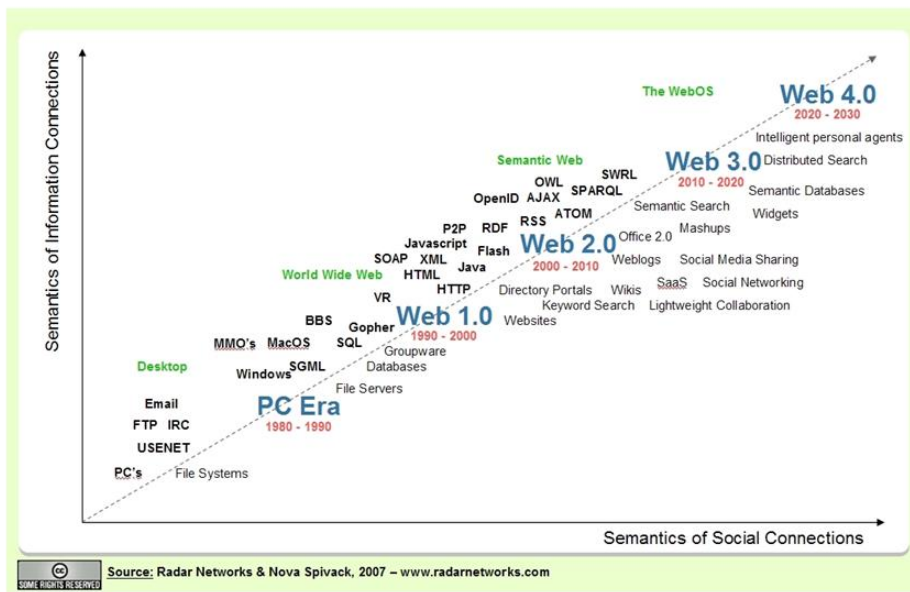 Semantics of Information Connections
The WebOS
Web 4.0
2020 - 2030
Intelligent personal agents
Semantic Web
Web 3.0
Distributed Search
2010 - 2020
SWRL
OWL
SPARQL
Semantic Databases
OpenID
AJAX
Semantic Search
ATOM
Widgets
RSS
P2P
RDF
Mashups
Office 2.0
Javascript
Web 2.0
Flash
SOAP
XML
Weblogs
Social Media Sharing
2000 - 2010
Java
World Wide Web
HTML
SaaS
Social Networking
HTTP
Directory Portals
Wikis
VR
Keyword Search
Lightweight Collaboration
Web 1.0
Websites
BBS
Gopher
1990 - 2000
MMO's
MacOS
SQL
Groupware
Desktop
SGML
Databases
Windows
File Servers
Email
PC Era
FTP
IRC
1980 - 1990
USENET
PC's
File Systems
Semantics of Social Connections
cc
SOME RIGHTS RESERVED
Source: Radar Networks & Nova Spivack, 2007 – www.radarnetworks.com